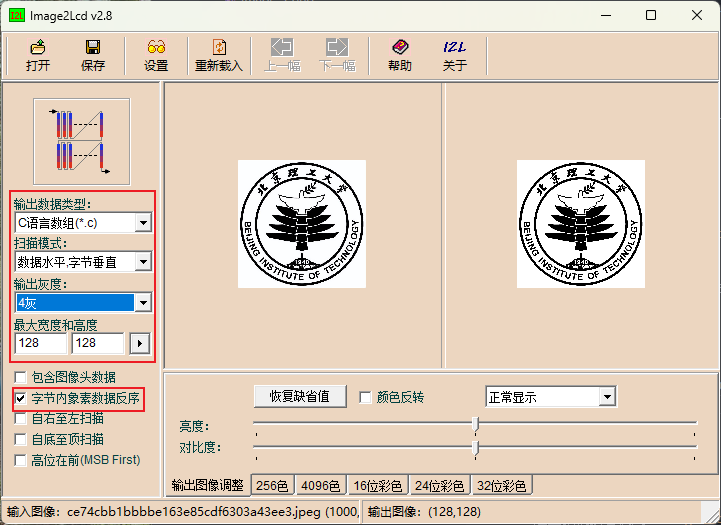 Image2Lcd v2.8
打开 保存 设置 重新载入 上一幅 下一幅 帮助 关于
输出数据类型：
C语言数组(*.c)
扫描模式：
数据水平,字节垂直
输出灰度：
4灰
最大宽度和高度
128 128
包含图像头数据
字节内象素数据反序
自右至左扫描
自底至顶扫描
高位在前(MSB First)
北京理工大学
1940
BEIJING INSTITUTE OF TECHNOLOGY
北京理工大学
1940
BEIJING INSTITUTE OF TECHNOLOGY
恢复缺省值 颜色反转 正常显示
亮度：
对比度：
输出图像调整 256色 4096色 16位彩色 24位彩色 32位彩色
输入图像： ce74cbb1bbbbe163e85cdf6303a43ee3.jpeg (1000, 输出图像： (128,128)